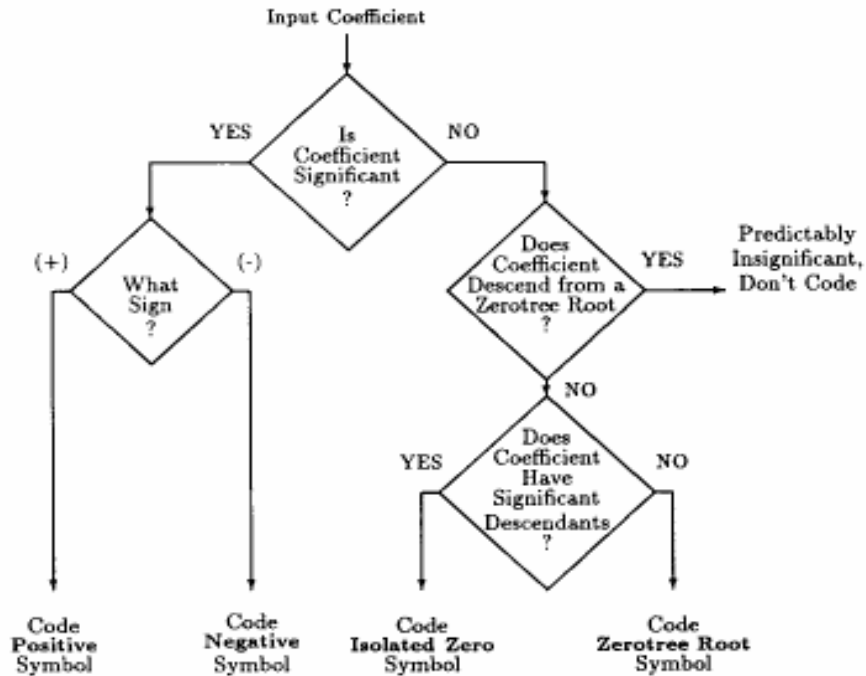 Input Coefficient
YES
NO
Is
Coefficient
Significant
?
(+)
(-)
What
Sign
?
Does
Coefficient
Descend from a
Zerotree Root
?
YES
Predictably
Insignificant,
Don't Code
NO
YES
NO
Does
Coefficient
Have
Significant
Descendants
?
Code
Positive
Symbol
Code
Negative
Symbol
Code
Isolated Zero
Symbol
Code
Zerotree Root
Symbol